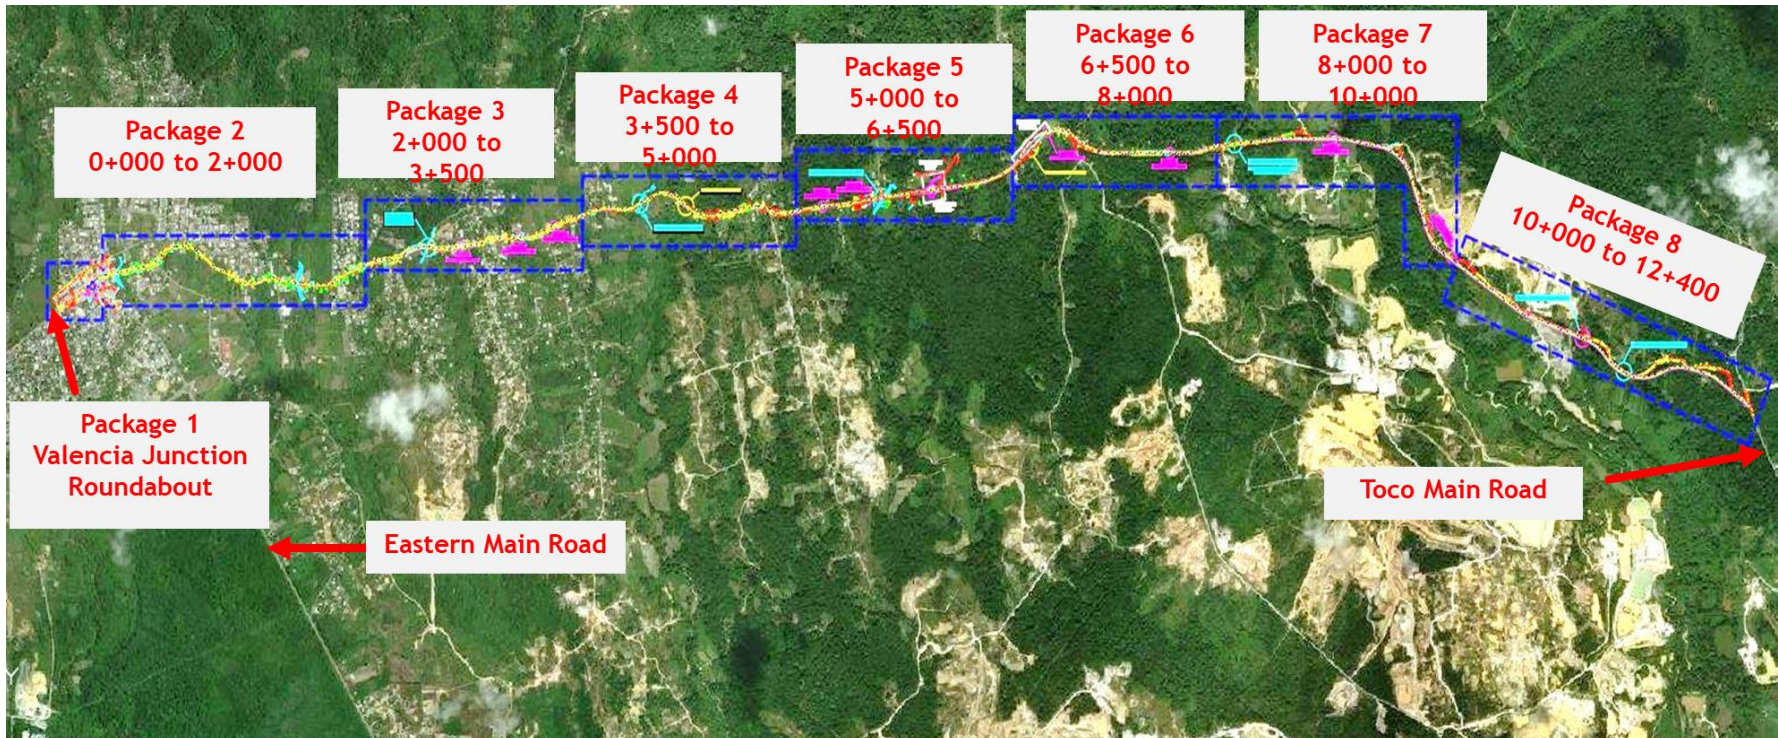 Package 2
0+000 to 2+000
Package 3
2+000 to
3+500
Package 4
3+500 to
5+000
Package 5
5+000 to
6+500
Package 6
6+500 to
8+000
Package 7
8+000 to
10+000
Package 8
10+000 to 12+400
Package 1
Valencia Junction
Roundabout
Eastern Main Road
Toco Main Road